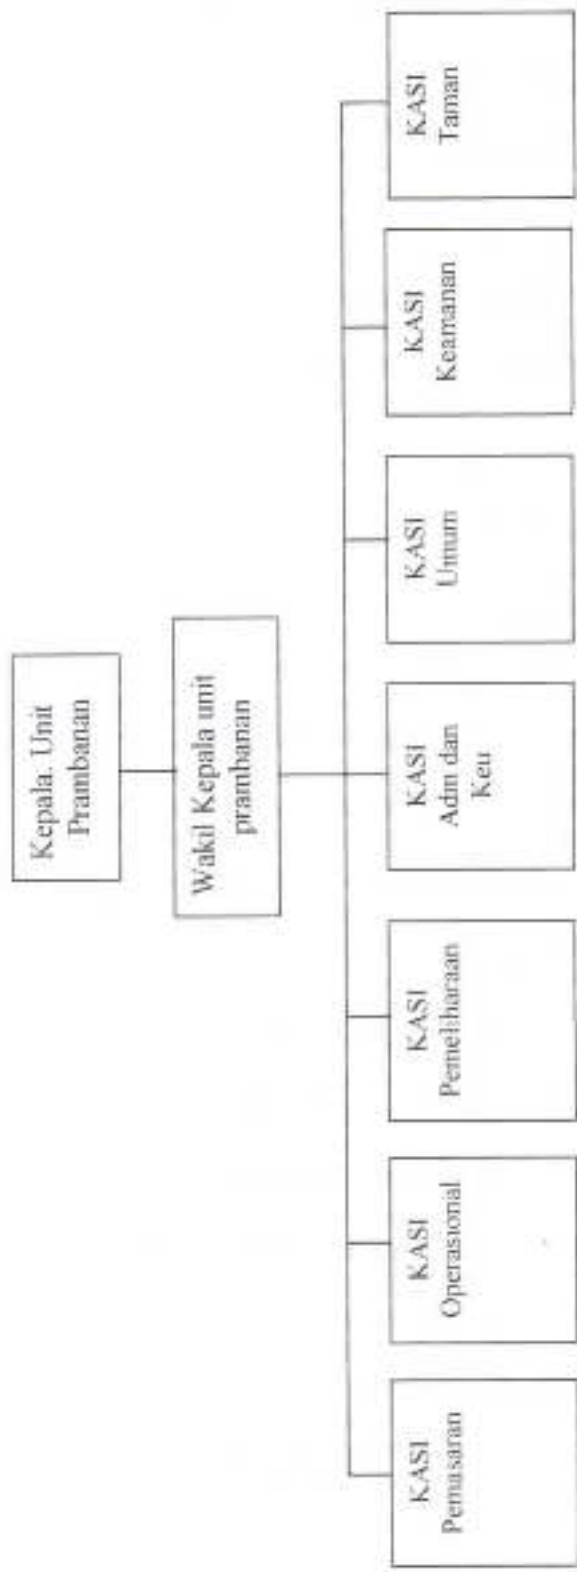 Kepala. Unit
Prambanan
Wakil Kepala unit
prambanan
KASI
Pemasaran
KASI
Operasional
KASI
Pemeliharaan
KASI
Adm dan
Keu
KASI
Umum
KASI
Keamanan
KASI
Taman